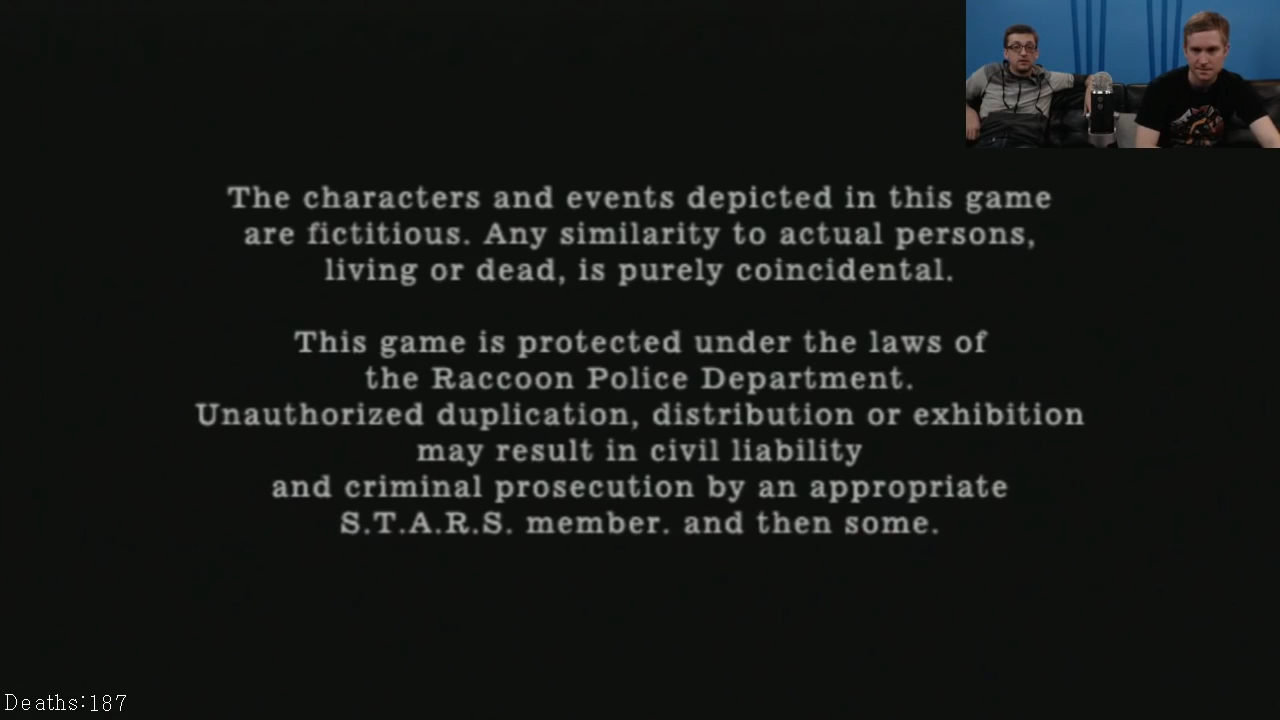 The characters and events depicted in this game
are fictitious. Any similarity to actual persons,
living or dead, is purely coincidental.
This game is protected under the laws of
the Raccoon Police Department.
Unauthorized duplication, distribution or exhibition
may result in civil liability
and criminal prosecution by an appropriate
S.T.A.R.S. member. and then some.
Deaths:187